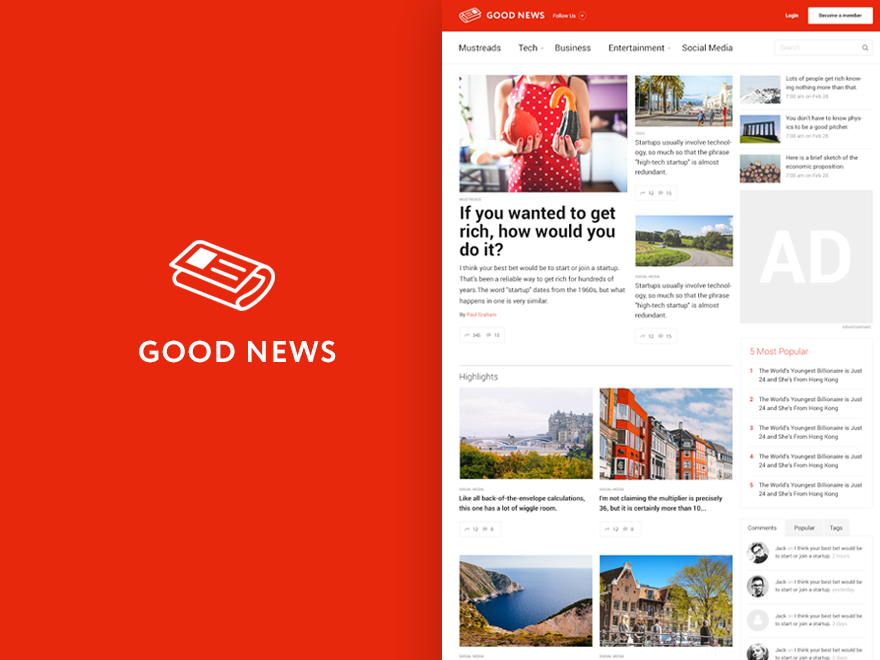 GOOD NEWS
GOOD NEWS
Follow Us
Login
Become a member
Mustreads
Tech
Business
Entertainment
Social Media
Search
MUSTREADS
If you wanted to get
rich, how would you
do it?
I think your best bet would be to start or join a startup.
That's been a reliable way to get rich for hundreds of
years.The word "startup" dates from the 1960s, but what
happens in one is very similar.
By Paul Graham
345
TECH
Startups usually involve technol-
ogy, so much so that the phrase
"high-tech startup" is almost
redundant.
12
15
SOCIAL MEDIA
Startups usually involve technol-
ogy, so much so that the phrase
"high-tech startup" is almost
redundant.
12
15
Lots of people get rich know-
ing nothing more than that.
7:00 am on Feb 28
You don't have to know phys-
ics to be a good pitcher.
7:00 am on Feb 28
Here is a brief sketch of the
economic proposition.
7:00 am on Feb 28
AD
Advertisement
Highlights
SOCIAL MEDIA
Like all back-of-the-envelope calculations,
this one has a lot of wiggle room.
12
8
SOCIAL MEDIA
I'm not claiming the multiplier is precisely
36, but it is certainly more than 10...
12
8
SOCIAL MEDIA
SOCIAL MEDIA
5 Most Popular
1 The World's Youngest Billionaire is Just
24 and She's From Hong Kong
2 The World's Youngest Billionaire is Just
24 and She's From Hong Kong
3 The World's Youngest Billionaire is Just
24 and She's From Hong Kong
4 The World's Youngest Billionaire is Just
24 and She's From Hong Kong
5 The World's Youngest Billionaire is Just
24 and She's From Hong Kong
Comments
Popular
Tags
Jack on I think your best bet would be
to start or join a startup. 2 hours
Jack on I think your best bet would be
to start or join a startup. yesterday
Jack on I think your best bet would be
to start or join a startup. 2 days
Jack on I think your best bet would be
to start or join a startup. 2 days